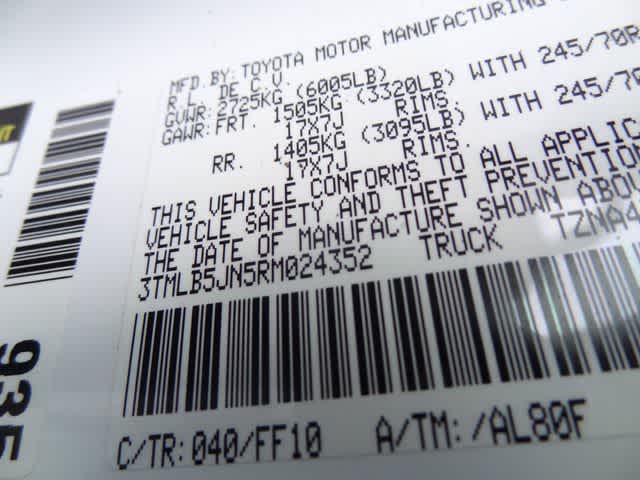 MFD.BY:TOYOTA MOTOR MANUFACTURING
R.L. DE C.V.
GVWR:2725KG (6005LB)
GAWR:FRT. 1505KG (3320LB) WITH 245/70R
17X7J RIMS.
RR. 1405KG (3095LB) WITH 245/70
17X7J RIMS.
THIS VEHICLE CONFORMS TO ALL APPLIC
VEHICLE SAFETY AND THEFT PREVENTION
THE DATE OF MANUFACTURE SHOWN ABOV
3TMLB5JN5RM024352 TRUCK TZNA4
C/TR:040/FF10 A/TM:/AL80F
935